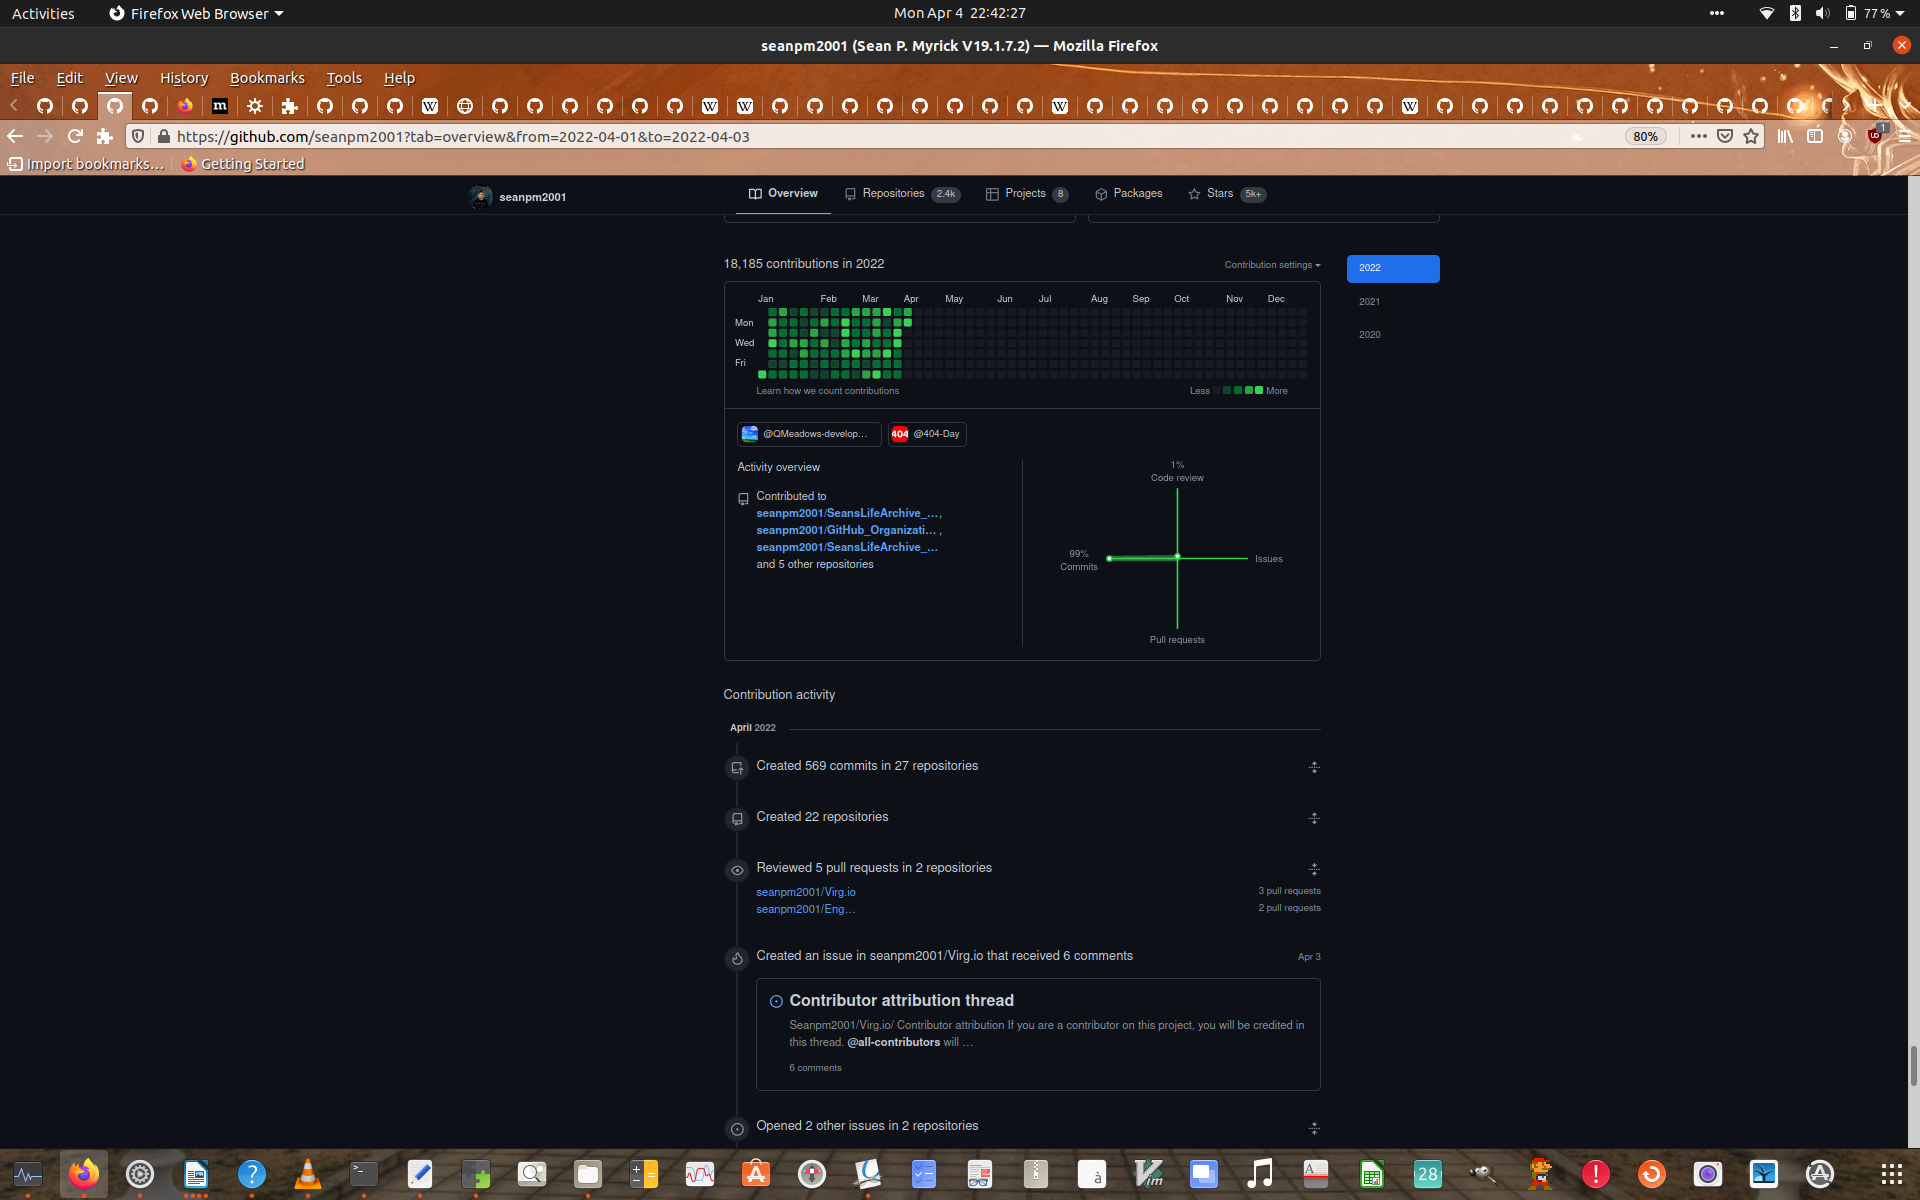 Activities
Firefox Web Browser
Mon Apr 4 22:42:27
77 %
seanpm2001 (Sean P. Myrick V19.1.7.2) — Mozilla Firefox
File Edit View History Bookmarks Tools Help
https://github.com/seanpm2001?tab=overview&from=2022-04-01&to=2022-04-03
80%
1
Import bookmarks…
Getting Started
seanpm2001
Overview
Repositories 2.4k
Projects 8
Packages
Stars 5k+
18,185 contributions in 2022
Contribution settings
2022
2021
2020
Jan Feb Mar Apr May Jun Jul Aug Sep Oct Nov Dec
Mon
Wed
Fri
Learn how we count contributions
Less More
@QMeadows-develop…
404 @404-Day
Activity overview
Contributed to
seanpm2001/SeansLifeArchive_…,
seanpm2001/GitHub_Organizati… ,
seanpm2001/SeansLifeArchive_…
and 5 other repositories
1%
Code review
99%
Commits
Issues
Pull requests
Contribution activity
April 2022
Created 569 commits in 27 repositories
Created 22 repositories
Reviewed 5 pull requests in 2 repositories
seanpm2001/Virg.io 3 pull requests
seanpm2001/Eng… 2 pull requests
Created an issue in seanpm2001/Virg.io that received 6 comments
Apr 3
Contributor attribution thread
Seanpm2001/Virg.io/ Contributor attribution If you are a contributor on this project, you will be credited in
this thread. @all-contributors will …
6 comments
Opened 2 other issues in 2 repositories
28